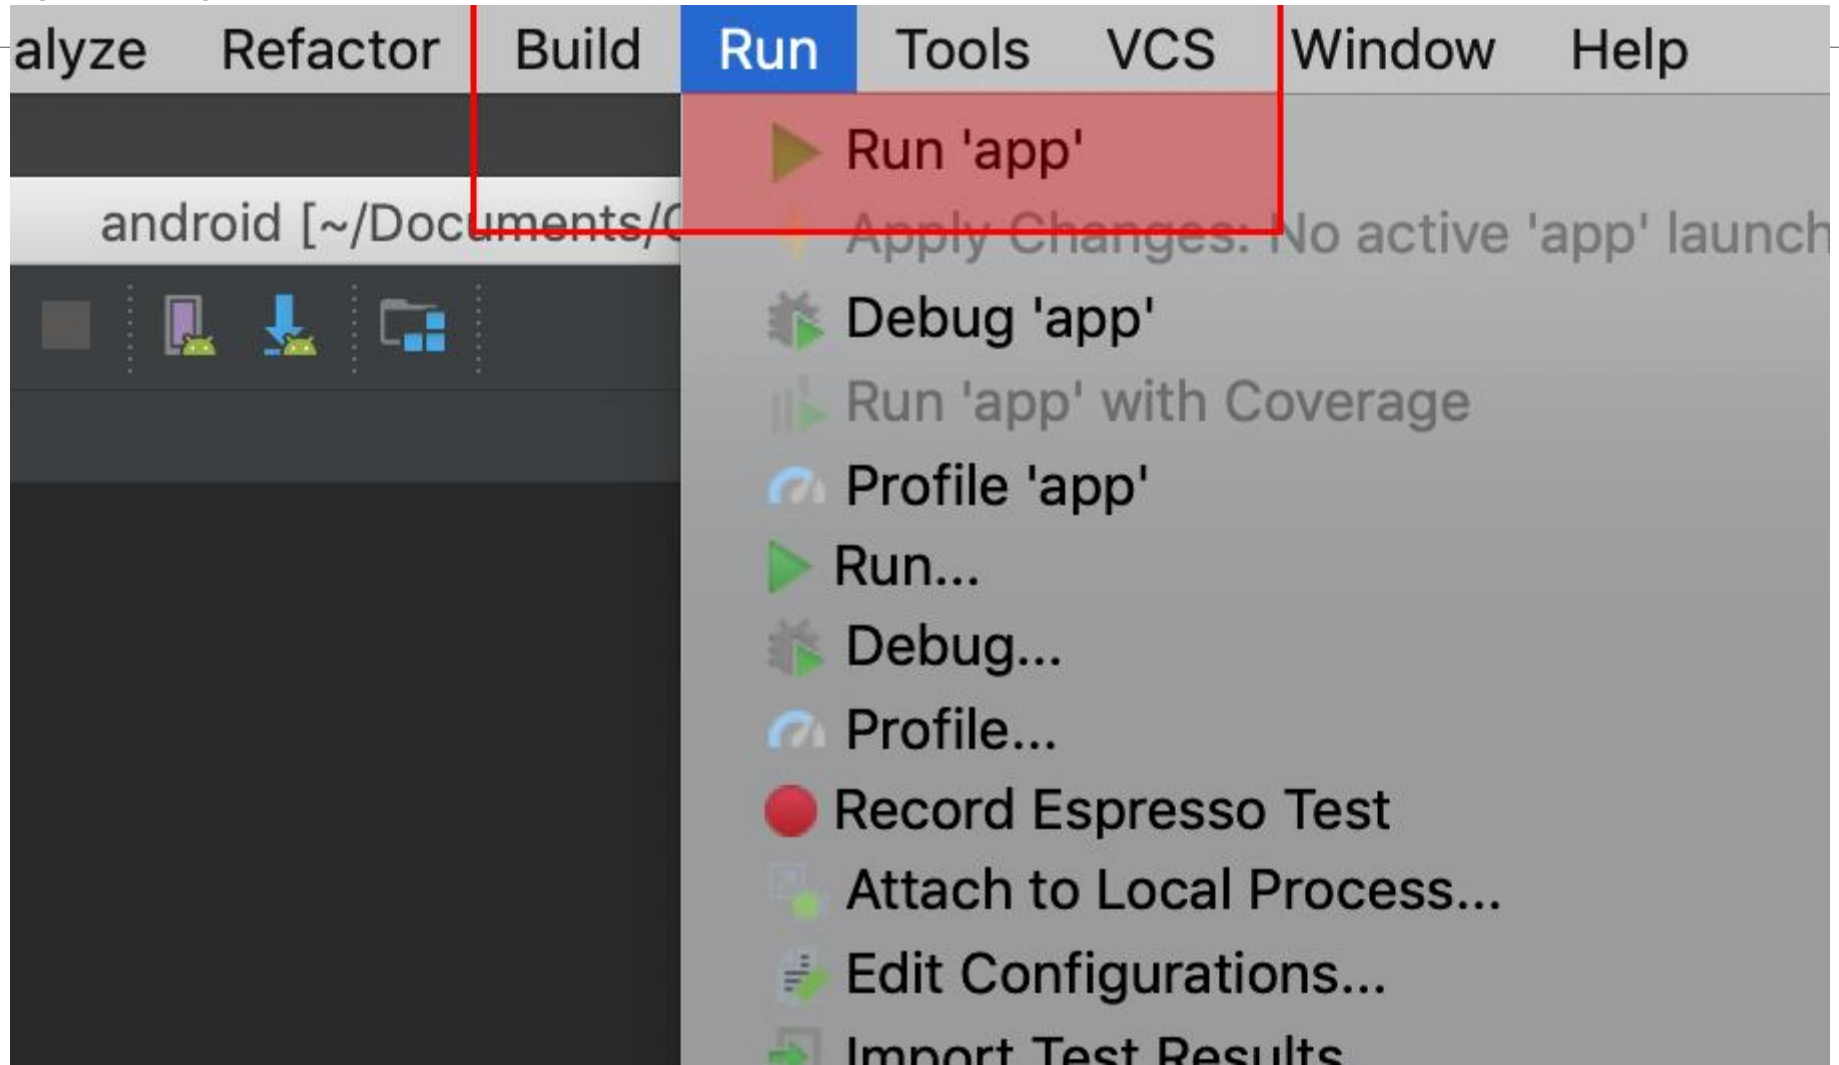 alyze Refactor Build Run Tools VCS Window Help
Run 'app'
android [~/Documents/
Apply Changes: No active 'app' launch
Debug 'app'
Run 'app' with Coverage
Profile 'app'
Run...
Debug...
Profile...
Record Espresso Test
Attach to Local Process...
Edit Configurations...
Import Test Results